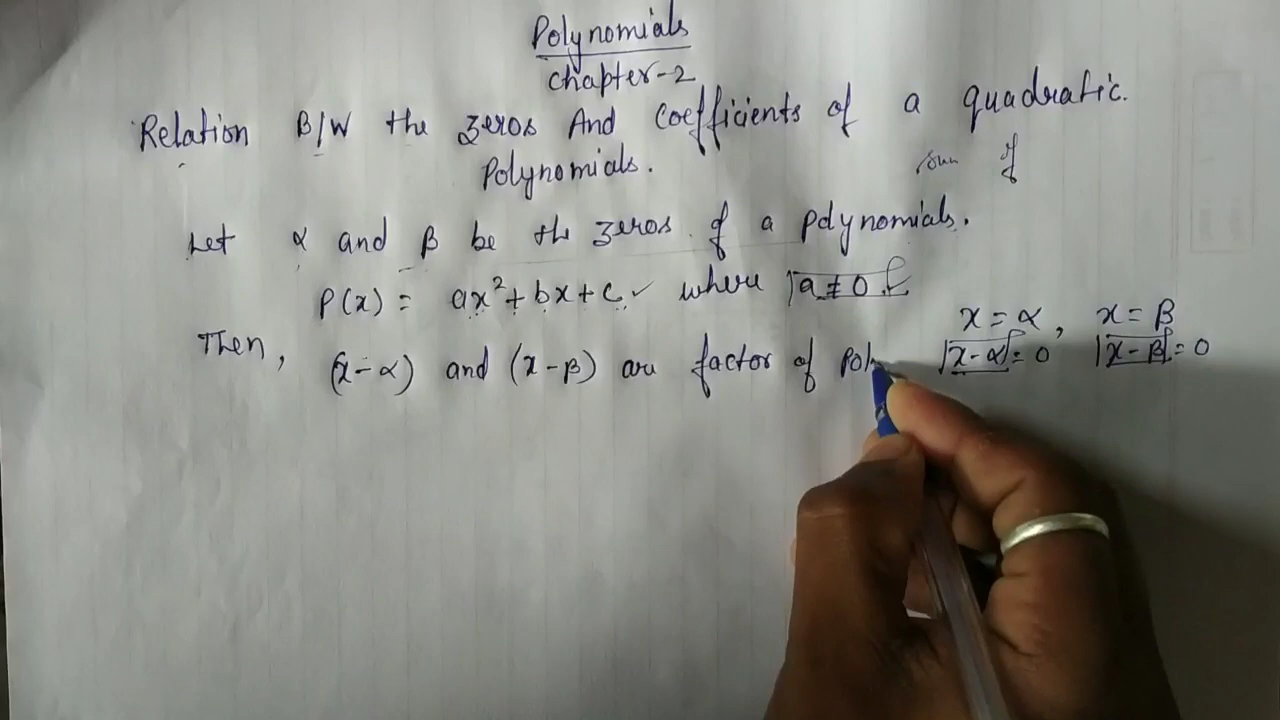 Polynomials
chapter-2
Relation B/W the zeros And coefficients of a quadratic.
Polynomials.
sum of
Let α and β be the zeros of a polynomials.
P(x) = ax²+bx+c ✓ where a ≠ 0.
x = α, x = β
Then, (x-α) and (x-β) are factor of Pol
x-α = 0 x-β = 0